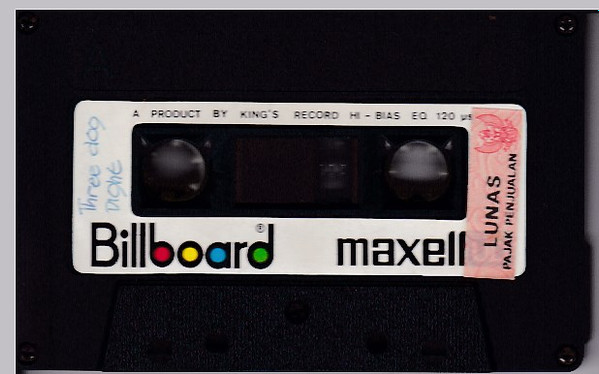 A PRODUCT BY KING'S RECORD HI-BIAS EQ 120 µs
Three dog
Night
Billboard®
maxell
LUNAS
PAJAK PENJUALAN